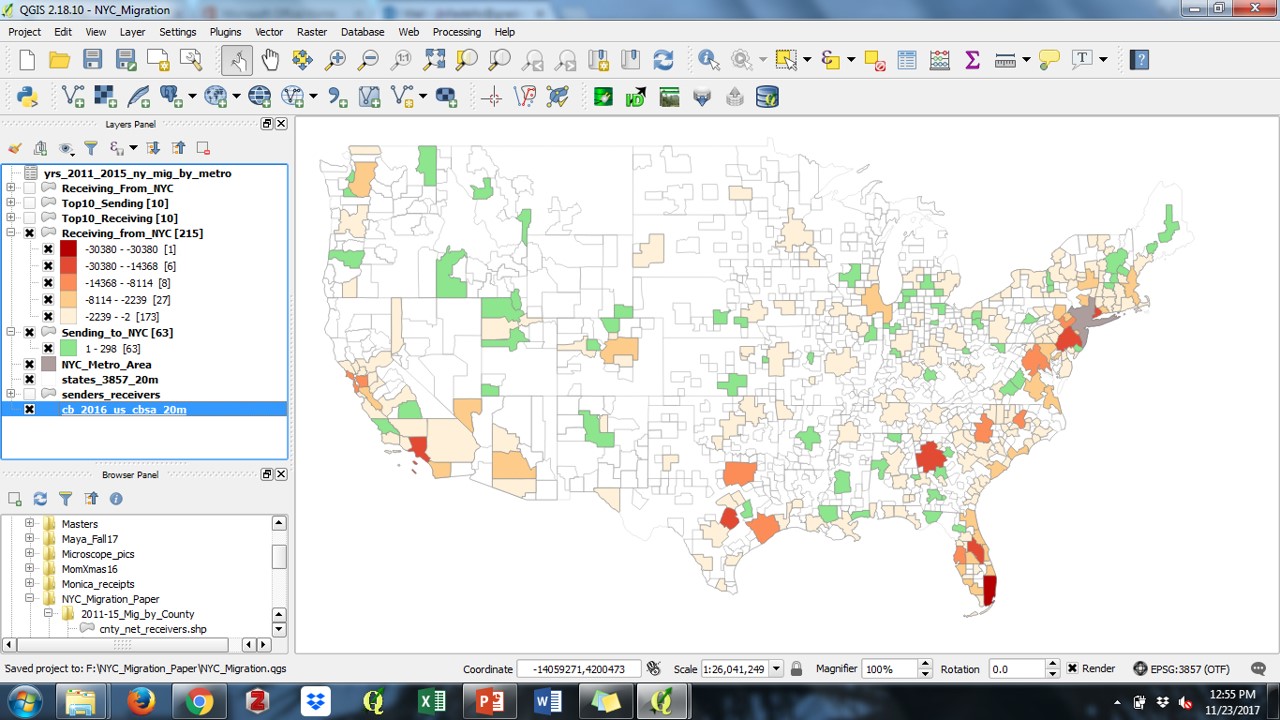 QGIS 2.18.10 - NYC_Migration
Project Edit View Layer Settings Plugins Vector Raster Database Web Processing Help
Layers Panel
yrs_2011_2015_ny_mig_by_metro
Receiving_From_NYC
Top10_Sending [10]
Top10_Receiving [10]
Receiving_from_NYC [215]
-30380 - -30380 [1]
-30380 - -14368 [6]
-14368 - -8114 [8]
-8114 - -2239 [27]
-2239 - -2 [173]
Sending_to_NYC [63]
1 - 298 [63]
NYC_Metro_Area
states_3857_20m
senders_receivers
cb_2016_us_cbsa_20m
Browser Panel
Masters
Maya_Fall17
Microscope_pics
MomXmas16
Monica_receipts
NYC_Migration_Paper
2011-15_Mig_by_County
cnty_net_receivers.shp
Saved project to: F:\NYC_Migration_Paper\NYC_Migration.qgs
Coordinate -14059271,4200473 Scale 1:26,041,249 Magnifier 100% Rotation 0.0 Render EPSG:3857 (OTF)
12:55 PM
11/23/2017